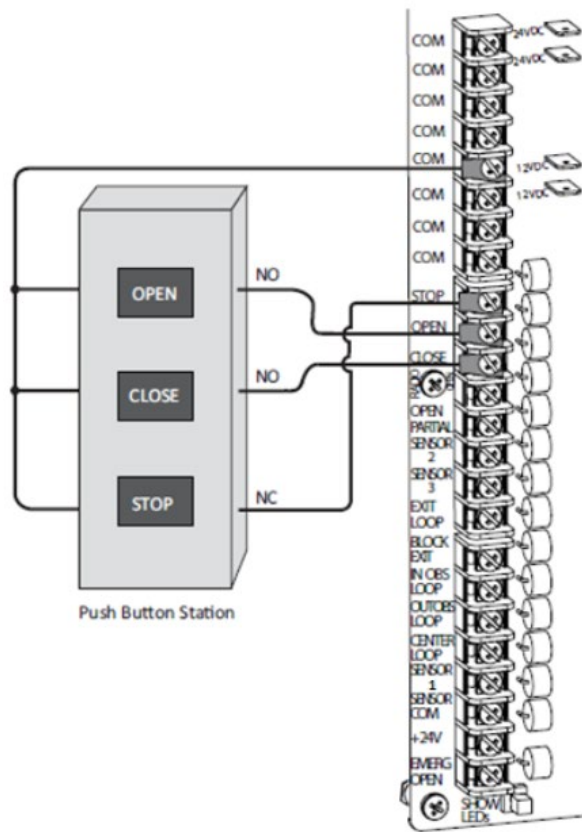 COM
24VDC
COM
24VDC
COM
COM
COM
12VDC
COM
12VDC
COM
COM
STOP
OPEN
CLOSE
OPEN
PARTIAL
SENSOR
2
SENSOR
3
EXIT
LOOP
BLOCK
EXIT
IN OBS
LOOP
OUTOBS
LOOP
CENTER
LOOP
SENSOR
1
SENSOR
COM
+24V
EMERG
OPEN
SHOW
LEDs
OPEN
NO
CLOSE
NO
STOP
NC
Push Button Station